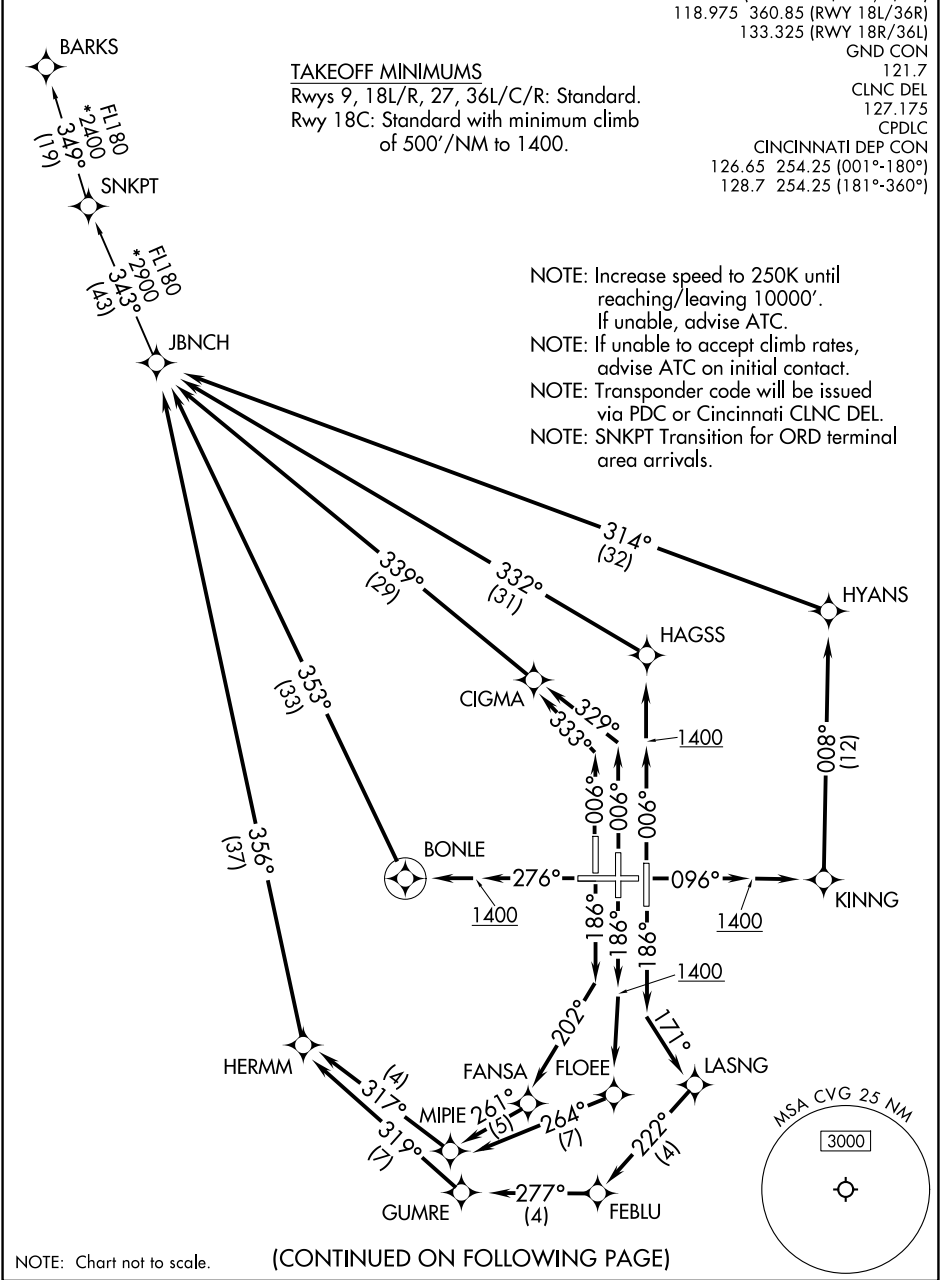 118.975 360.85 (RWY 18L/36R)
133.325 (RWY 18R/36L)
GND CON
121.7
CLNC DEL
127.175
CPDLC
CINCINNATI DEP CON
126.65 254.25 (001°-180°)
128.7 254.25 (181°-360°)
TAKEOFF MINIMUMS
Rwys 9, 18L/R, 27, 36L/C/R: Standard.
Rwy 18C: Standard with minimum climb
of 500'/NM to 1400.
BARKS
FL180
*2400
349°
(19)
SNKPT
FL180
*2900
343°
(43)
JBNCH
NOTE: Increase speed to 250K until
reaching/leaving 10000'.
If unable, advise ATC.
NOTE: If unable to accept climb rates,
advise ATC on initial contact.
NOTE: Transponder code will be issued
via PDC or Cincinnati CLNC DEL.
NOTE: SNKPT Transition for ORD terminal
area arrivals.
314°
(32)
332°
(31)
339°
(29)
353°
(33)
356°
(37)
HYANS
HAGSS
CIGMA
329°
333°
1400
006°
006°
006°
008°
(12)
BONLE
276°
1400
096°
1400
KINNG
186°
186°
186°
1400
202°
171°
HERMM
FANSA
FLOEE
LASNG
(4)
317°
MIPIE
261°
(5)
264°
(7)
222°
(4)
319°
(7)
GUMRE
277°
(4)
FEBLU
MSA CVG 25 NM
3000
NOTE: Chart not to scale.
(CONTINUED ON FOLLOWING PAGE)